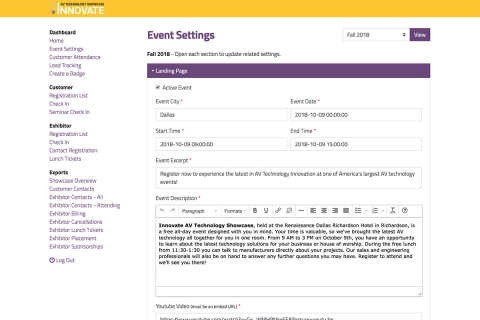 AV TECHNOLOGY SHOWCASE
INNOVATE
Dashboard
Home
Event Settings
Customer Attendance
Lead Tracking
Create a Badge
Customer
Registration List
Check In
Seminar Check In
Exhibitor
Registration List
Check In
Contact Registration
Lunch Tickets
Exports
Showcase Overview
Customer Contacts
Exhibitor Contacts - All
Exhibitor Contacts - Attending
Exhibitor Billing
Exhibitor Cancellations
Exhibitor Lunch Tickets
Exhibitor Placement
Exhibitor Sponsorships
Log Out
Event Settings
Fall 2018
View
Fall 2018 - Open each section to update related settings.
Landing Page
Active Event
Event City * Event Date *
Dallas 2018-10-09 00:00:00
Start Time * End Time *
2018-10-09 09:00:00 2018-10-09 15:00:00
Event Excerpt *
Register now to experience the latest in AV Technology Innovation at one of America's largest AV technology
events!
Event Description *
Paragraph Formats B U
Innovate AV Technology Showcase, held at the Renaissance Dallas Richardson Hotel in Richardson, is
a free all-day event designed with you in mind. Your time is valuable, so we've brought the latest AV
technology all together for you in one room. From 9 AM to 3 PM on October 9th, you have an opportunity
to learn about the latest technology solutions for your business or house of worship. During the free lunch
from 11:30-1:30 you can talk to manufacturers directly about your projects. Our sales and engineering
professionals will also be on hand to answer any further questions you may have. Register to attend and
we'll see you there!
Youtube Video (must be an embed URL) *